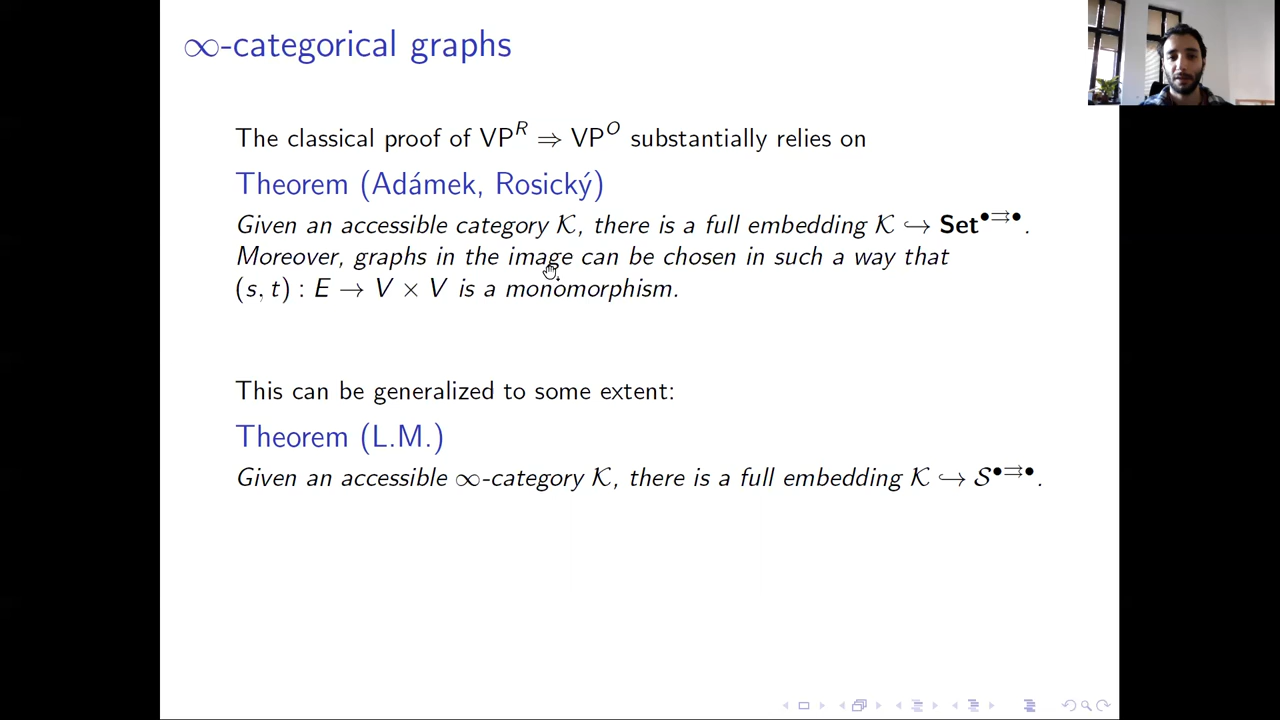 ∞-categorical graphs
The classical proof of VP^R ⇒ VP^O substantially relies on
Theorem (Adámek, Rosický)
Given an accessible category 𝒦, there is a full embedding 𝒦 ↪ Set^{•⇉•}.
Moreover, graphs in the image can be chosen in such a way that
(s, t) : E → V × V is a monomorphism.
This can be generalized to some extent:
Theorem (L.M.)
Given an accessible ∞-category 𝒦, there is a full embedding 𝒦 ↪ 𝒮^{•⇉•}.